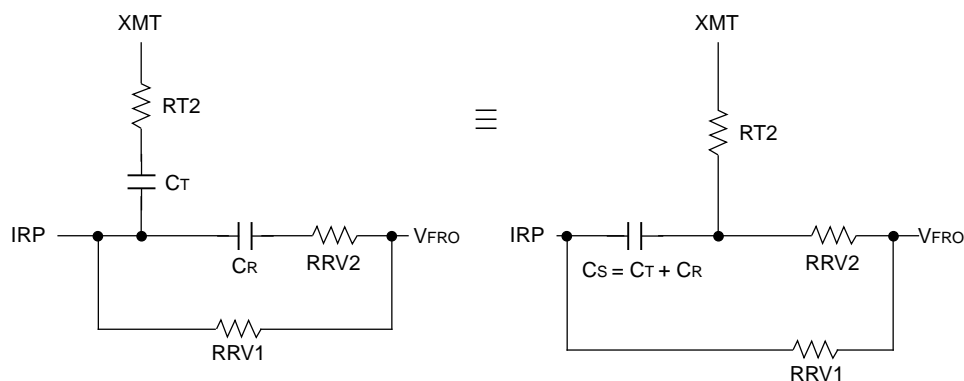 XMT
RT2
CT
IRP
VFRO
CR
RRV2
RRV1
≡
XMT
RT2
IRP
VFRO
CS = CT + CR
RRV2
RRV1